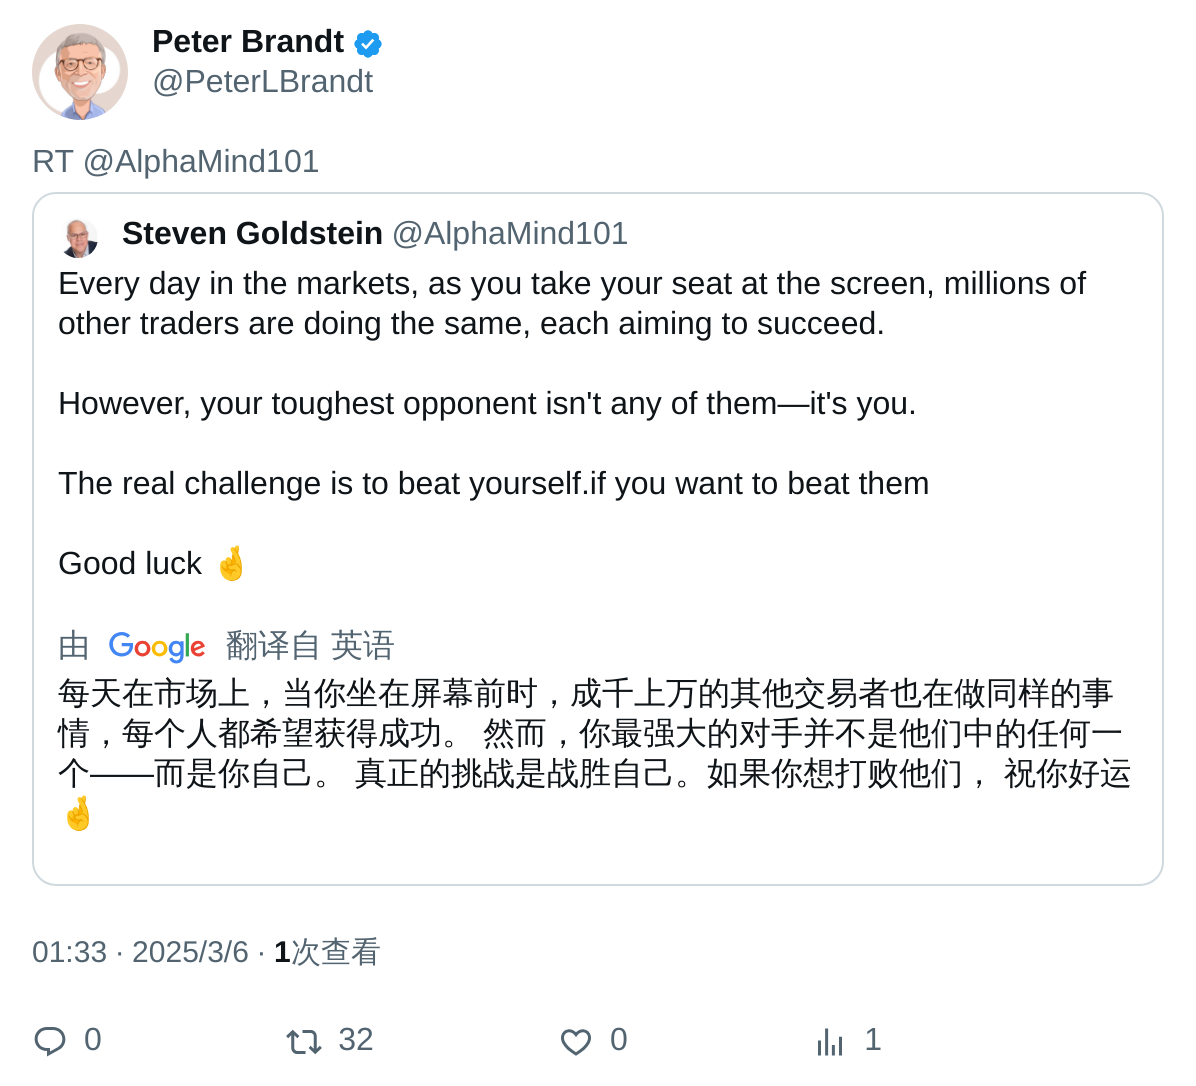 Peter Brandt
@PeterLBrandt
RT @AlphaMind101
Steven Goldstein @AlphaMind101
Every day in the markets, as you take your seat at the screen, millions of
other traders are doing the same, each aiming to succeed.
However, your toughest opponent isn't any of them—it's you.
The real challenge is to beat yourself.if you want to beat them
Good luck 🤞
由 Google 翻译自 英语
每天在市场上，当你坐在屏幕前时，成千上万的其他交易者也在做同样的事
情，每个人都希望获得成功。 然而，你最强大的对手并不是他们中的任何一
个——而是你自己。 真正的挑战是战胜自己。如果你想打败他们， 祝你好运
🤞
01:33 · 2025/3/6 · 1次查看
0 32 0 1